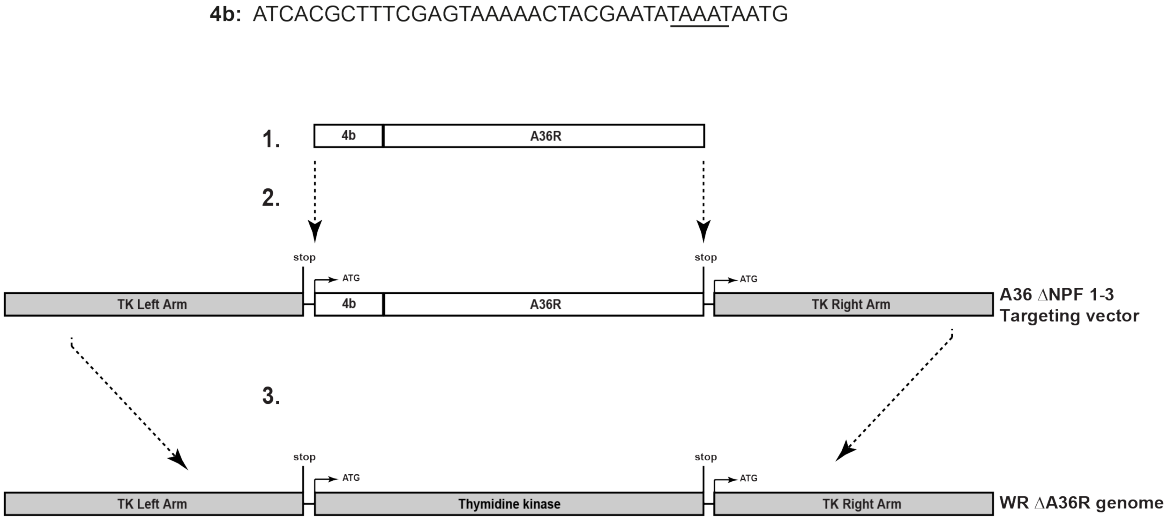 4b: ATCACGCTTTCGAGTAAAAACTACGAATATAAATAATG
1.
4b A36R
2.
stop stop
ATG ATG
TK Left Arm 4b A36R TK Right Arm
A36 ∆NPF 1-3
Targeting vector
3.
stop stop
ATG ATG
TK Left Arm Thymidine kinase TK Right Arm WR ∆A36R genome